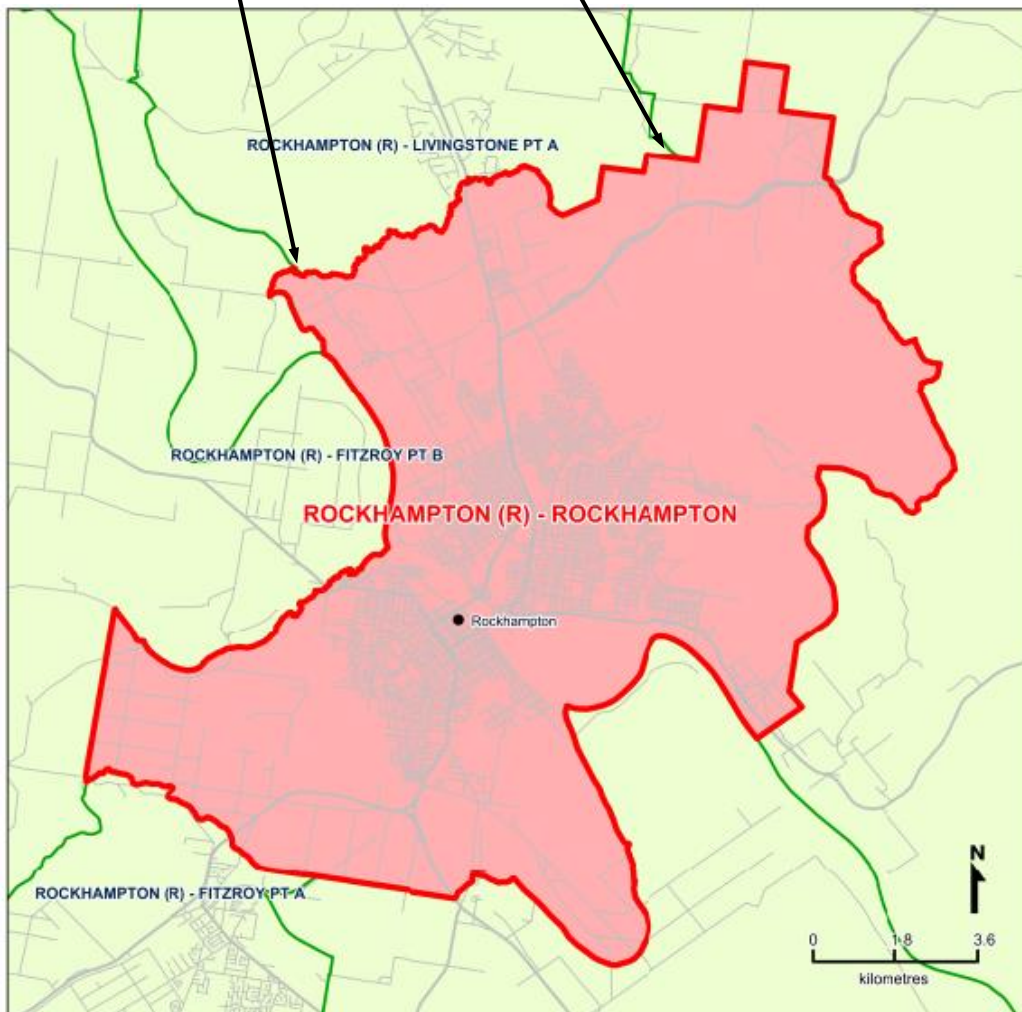 ROCKHAMPTON (R) - LIVINGSTONE PT A
ROCKHAMPTON (R) - FITZROY PT B
ROCKHAMPTON (R) - ROCKHAMPTON
Rockhampton
ROCKHAMPTON (R) - FITZROY PT A
N
0 1.8 3.6
kilometres